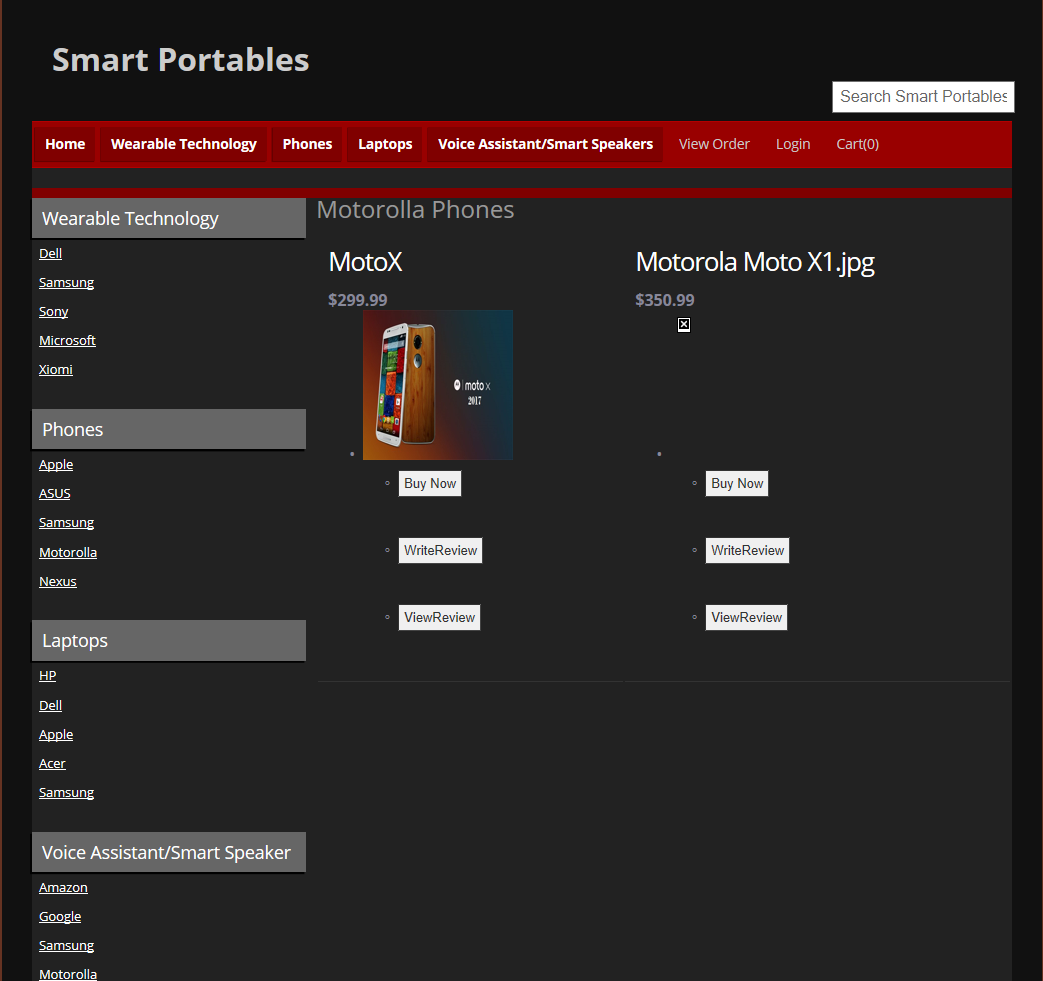 Smart Portables
Search Smart Portables
Home Wearable Technology Phones Laptops Voice Assistant/Smart Speakers View Order Login Cart(0)
Wearable Technology
Dell
Samsung
Sony
Microsoft
Xiomi
Phones
Apple
ASUS
Samsung
Motorolla
Nexus
Laptops
HP
Dell
Apple
Acer
Samsung
Voice Assistant/Smart Speaker
Amazon
Google
Samsung
Motorolla
Motorolla Phones
MotoX
$299.99
moto x
2017
Buy Now
WriteReview
ViewReview
Motorola Moto X1.jpg
$350.99
Buy Now
WriteReview
ViewReview